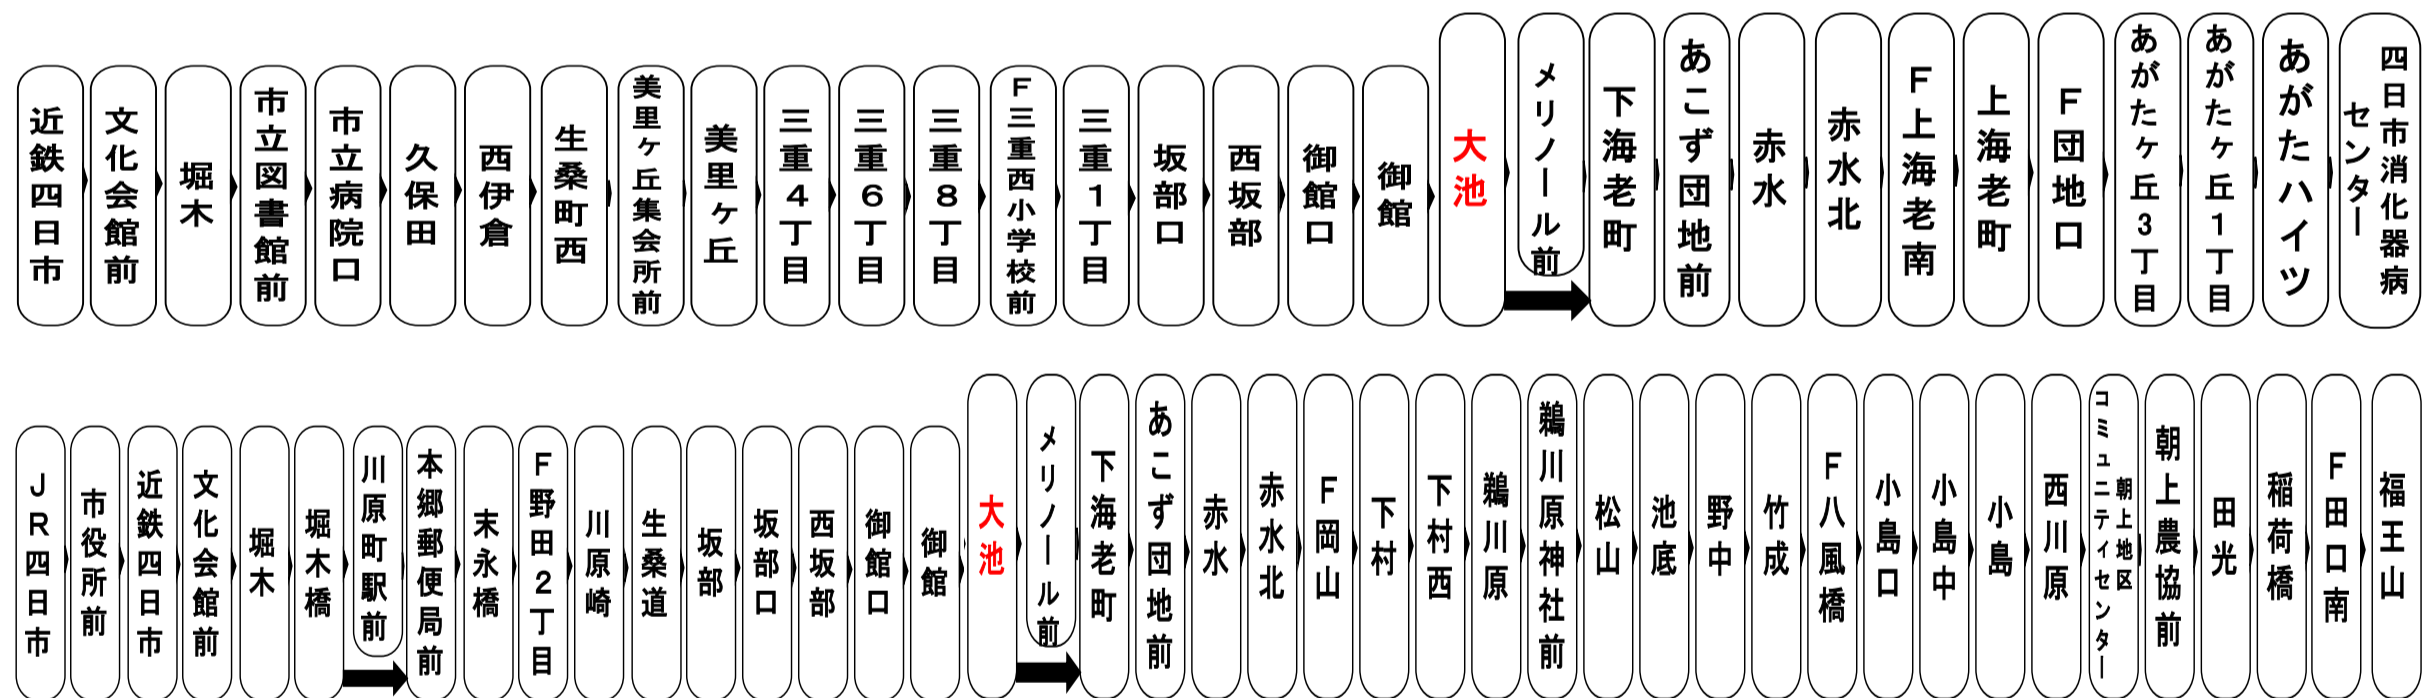 近鉄四日市
文化会館前
堀木
市立図書館前
市立病院口
久保田
西伊倉
生桑町西
美里ヶ丘集会所前
美里ヶ丘
三重４丁目
三重６丁目
三重８丁目
Ｆ三重西小学校前
三重１丁目
坂部口
西坂部
御館口
御館
大池
メリノール前
下海老町
あこず団地前
赤水
赤水北
Ｆ上海老南
上海老町
Ｆ団地口
あがたヶ丘３丁目
あがたヶ丘１丁目
あがたハイツ
四日市消化器病
センター
ＪＲ四日市
市役所前
近鉄四日市
文化会館前
堀木
堀木橋
川原町駅前
本郷郵便局前
末永橋
Ｆ野田２丁目
川原崎
生桑道
坂部
坂部口
西坂部
御館口
御館
大池
メリノール前
下海老町
あこず団地前
赤水
赤水北
Ｆ岡山
下村
下村西
鵜川原
鵜川原神社前
松山
池底
野中
竹成
Ｆ八風橋
小島口
小島中
小島
西川原
朝上地区
コミュニティセンター
朝上農協前
田光
稲荷橋
Ｆ田口南
福王山